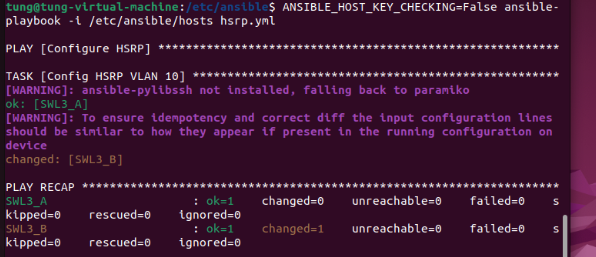 tung@tung-virtual-machine:/etc/ansible$ ANSIBLE_HOST_KEY_CHECKING=False ansible-
playbook -i /etc/ansible/hosts hsrp.yml

PLAY [Configure HSRP] **********************************************************

TASK [Config HSRP VLAN 10] *****************************************************
[WARNING]: ansible-pylibssh not installed, falling back to paramiko
ok: [SWL3_A]
[WARNING]: To ensure idempotency and correct diff the input configuration lines
should be similar to how they appear if present in the running configuration on
device
changed: [SWL3_B]

PLAY RECAP *********************************************************************
SWL3_A                     : ok=1    changed=0    unreachable=0    failed=0    s
kipped=0    rescued=0    ignored=0
SWL3_B                     : ok=1    changed=1    unreachable=0    failed=0    s
kipped=0    rescued=0    ignored=0